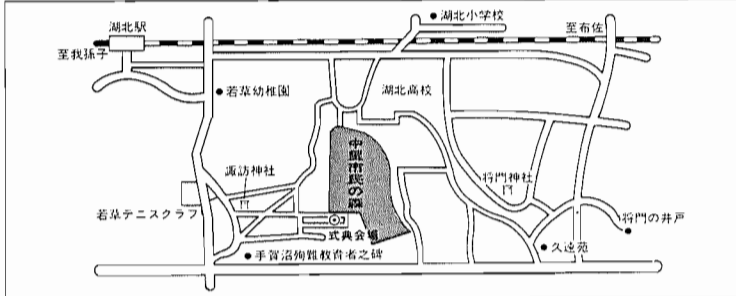 湖北小学校
湖北駅
至布佐
至我孫子
湖北高校
若草幼稚園
中里市民の森
諏訪神社
将門神社
若草テニスクラブ
将門の井戸
式典会場
久遠苑
手賀沼殉難教育者之碑